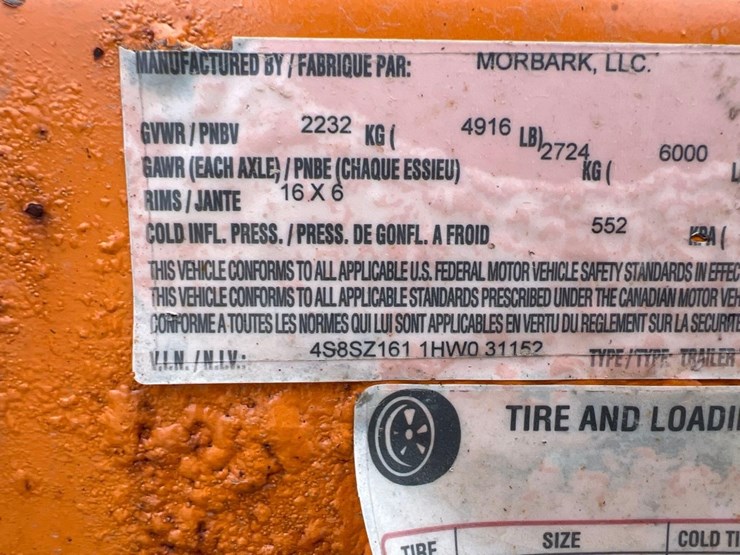 MANUFACTURED BY / FABRIQUE PAR: MORBARK, LLC.
GVWR / PNBV 2232 KG ( 4916 LB)
GAWR (EACH AXLE) / PNBE (CHAQUE ESSIEU) 2724 KG ( 6000
RIMS / JANTE 16 X 6
COLD INFL. PRESS. / PRESS. DE GONFL. A FROID 552 KPA (
THIS VEHICLE CONFORMS TO ALL APPLICABLE U.S. FEDERAL MOTOR VEHICLE SAFETY STANDARDS IN EFFEC
THIS VEHICLE CONFORMS TO ALL APPLICABLE STANDARDS PRESCRIBED UNDER THE CANADIAN MOTOR VEH
CORFORME A TOUTES LES NORMES QUI LUI SONT APPLICABLES EN VERTU DU REGLEMENT SUR LA SECURITE
V.I.N. / N.I.V.: 4S8SZ161 1HW0 31152 TYPE / TYPE: TRAILER
TIRE AND LOADI
TIRE SIZE COLD TI